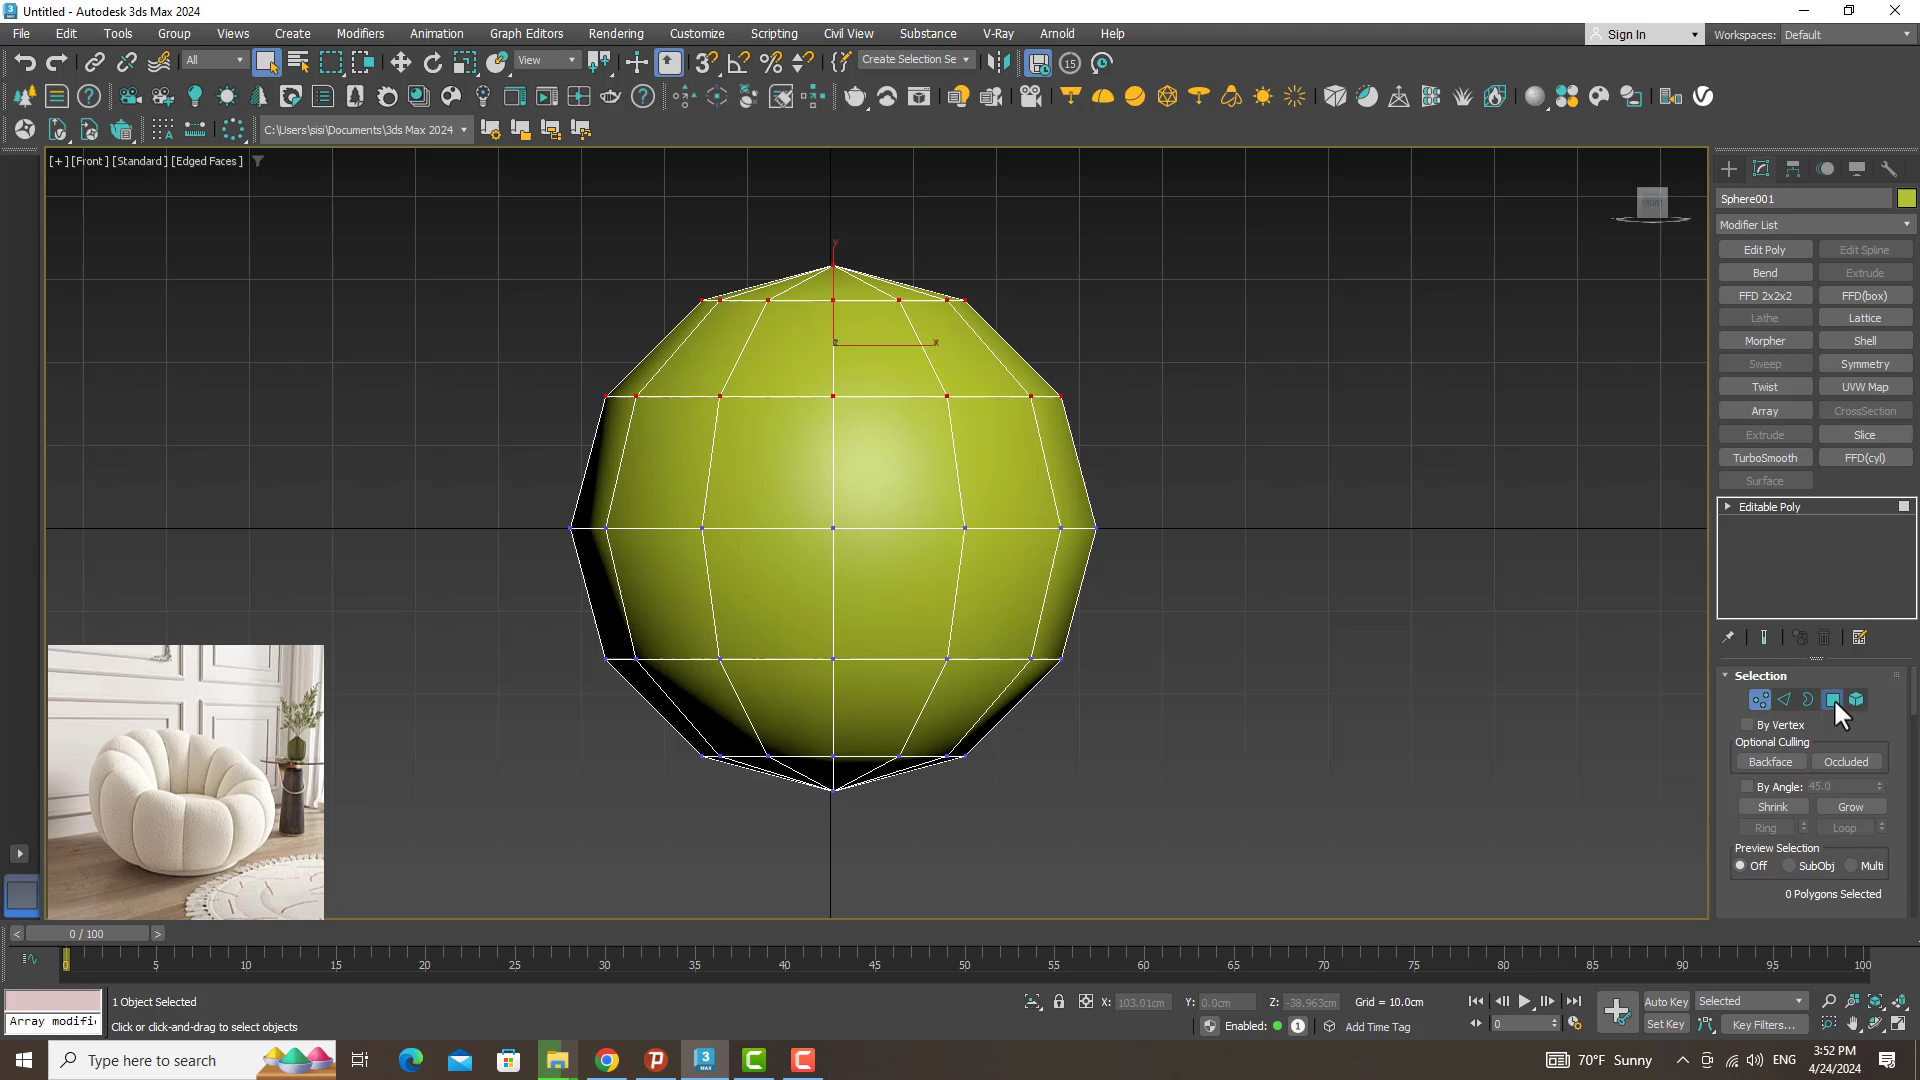 Untitled - Autodesk 3ds Max 2024
File Edit Tools Group Views Create Modifiers Animation Graph Editors Rendering Customize Scripting Civil View Substance V-Ray Arnold Help
Sign In
Workspaces: Default
All
View
Create Selection Se
15
C:\Users\sisi\Documents\3ds Max 2024
[+][Front][Standard][Edged Faces]
FRONT
y
z
x
Sphere001
Modifier List
Edit Poly Edit Spline
Bend Extrude
FFD 2x2x2 FFD(box)
Lathe Lattice
Morpher Shell
Sweep Symmetry
Twist UVW Map
Array CrossSection
Extrude Slice
TurboSmooth FFD(cyl)
Surface
Editable Poly
Selection
By Vertex
Optional Culling
Backface Occluded
By Angle: 45.0
Shrink Grow
Ring Loop
Preview Selection
Off SubObj Multi
0 Polygons Selected
< 0 / 100 >
0 5 10 15 20 25 30 35 40 45 50 55 60 65 70 75 80 85 90 95 100
1 Object Selected
X: 103.01cm Y: 0.0cm Z: -38.963cm Grid = 10.0cm
Auto Key Selected
Array modifi
Click or click-and-drag to select objects
Enabled: 1 Add Time Tag
0
Set Key Key Filters...
Type here to search
70°F Sunny
ENG
3:52 PM
4/24/2024